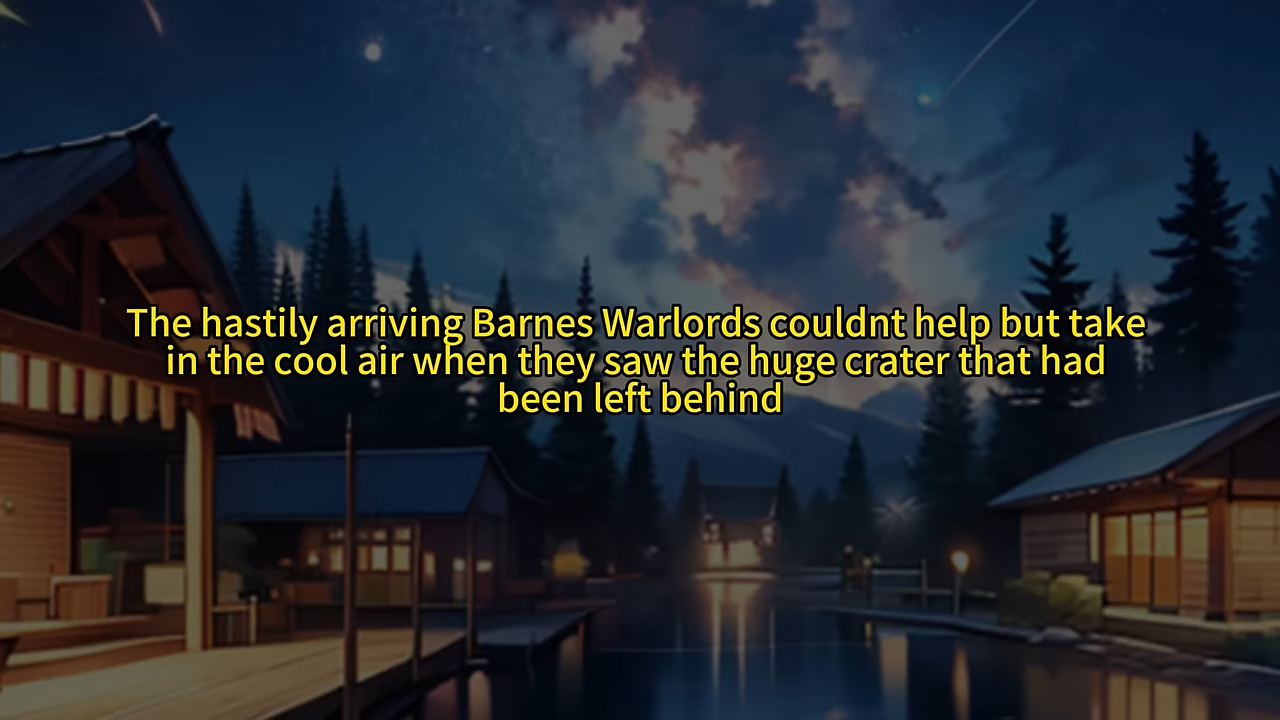 The hastily arriving Barnes Warlords couldnt help but take
in the cool air when they saw the huge crater that had
been left behind